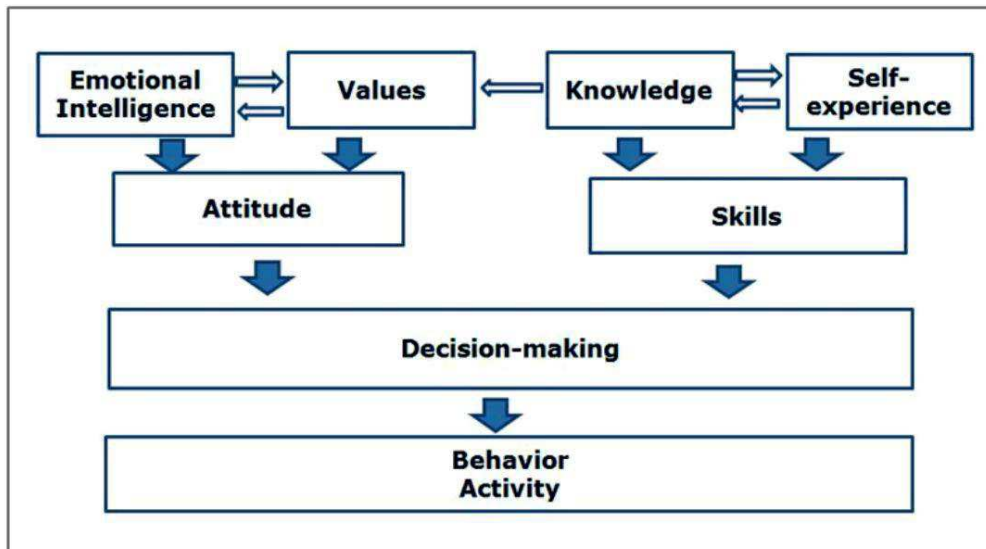 Emotional
Intelligence
Values
Knowledge
Self-
experience
Attitude
Skills
Decision-making
Behavior
Activity